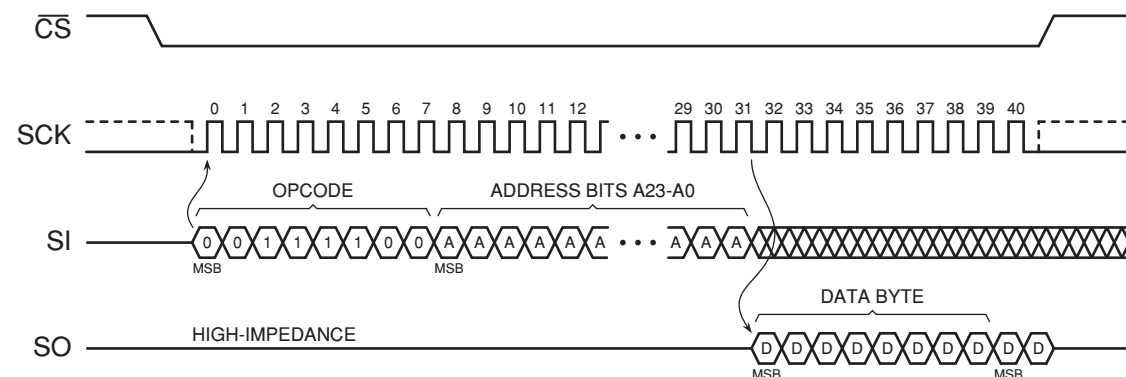 CS
0 1 2 3 4 5 6 7 8 9 10 11 12 29 30 31 32 33 34 35 36 37 38 39 40
SCK
OPCODE ADDRESS BITS A23-A0
SI 0 0 1 1 1 1 0 0 A A A A A A A A A
MSB MSB
DATA BYTE
HIGH-IMPEDANCE
SO D D D D D D D D D D
MSB MSB